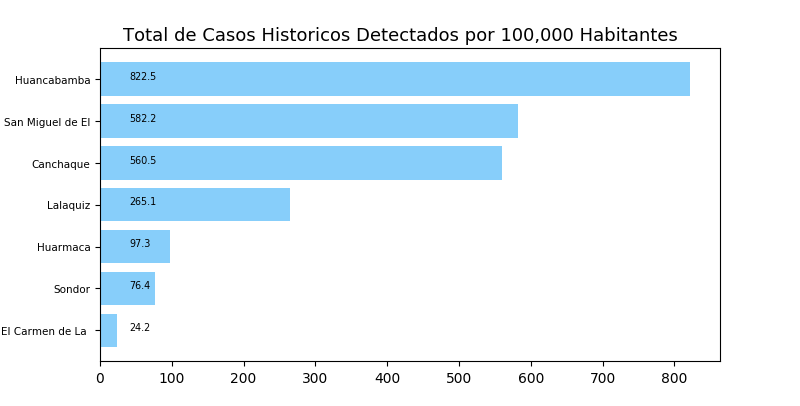 Total de Casos Historicos Detectados por 100,000 Habitantes
Huancabamba 822.5
San Miguel de El 582.2
Canchaque 560.5
Lalaquiz 265.1
Huarmaca 97.3
Sondor 76.4
El Carmen de La 24.2
0 100 200 300 400 500 600 700 800